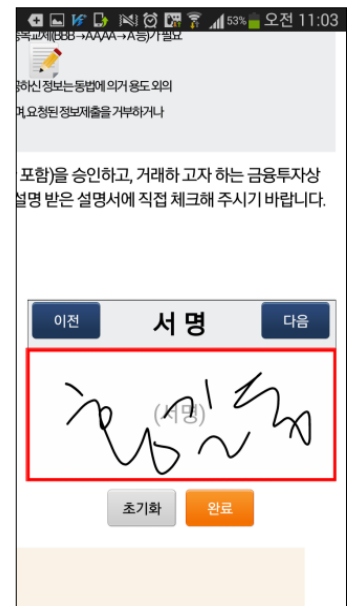 53% 오전 11:03
등목교체(BBB→AA,AA→A등)가 필요
공하신 정보는 동법에 의거 용도 외의
며, 요청된 정보제출을 거부하거나
포함)을 승인하고, 거래하 고자 하는 금융투자상
설명 받은 설명서에 직접 체크해 주시기 바랍니다.
이전 서 명 다음
(서명)
초기화 완료